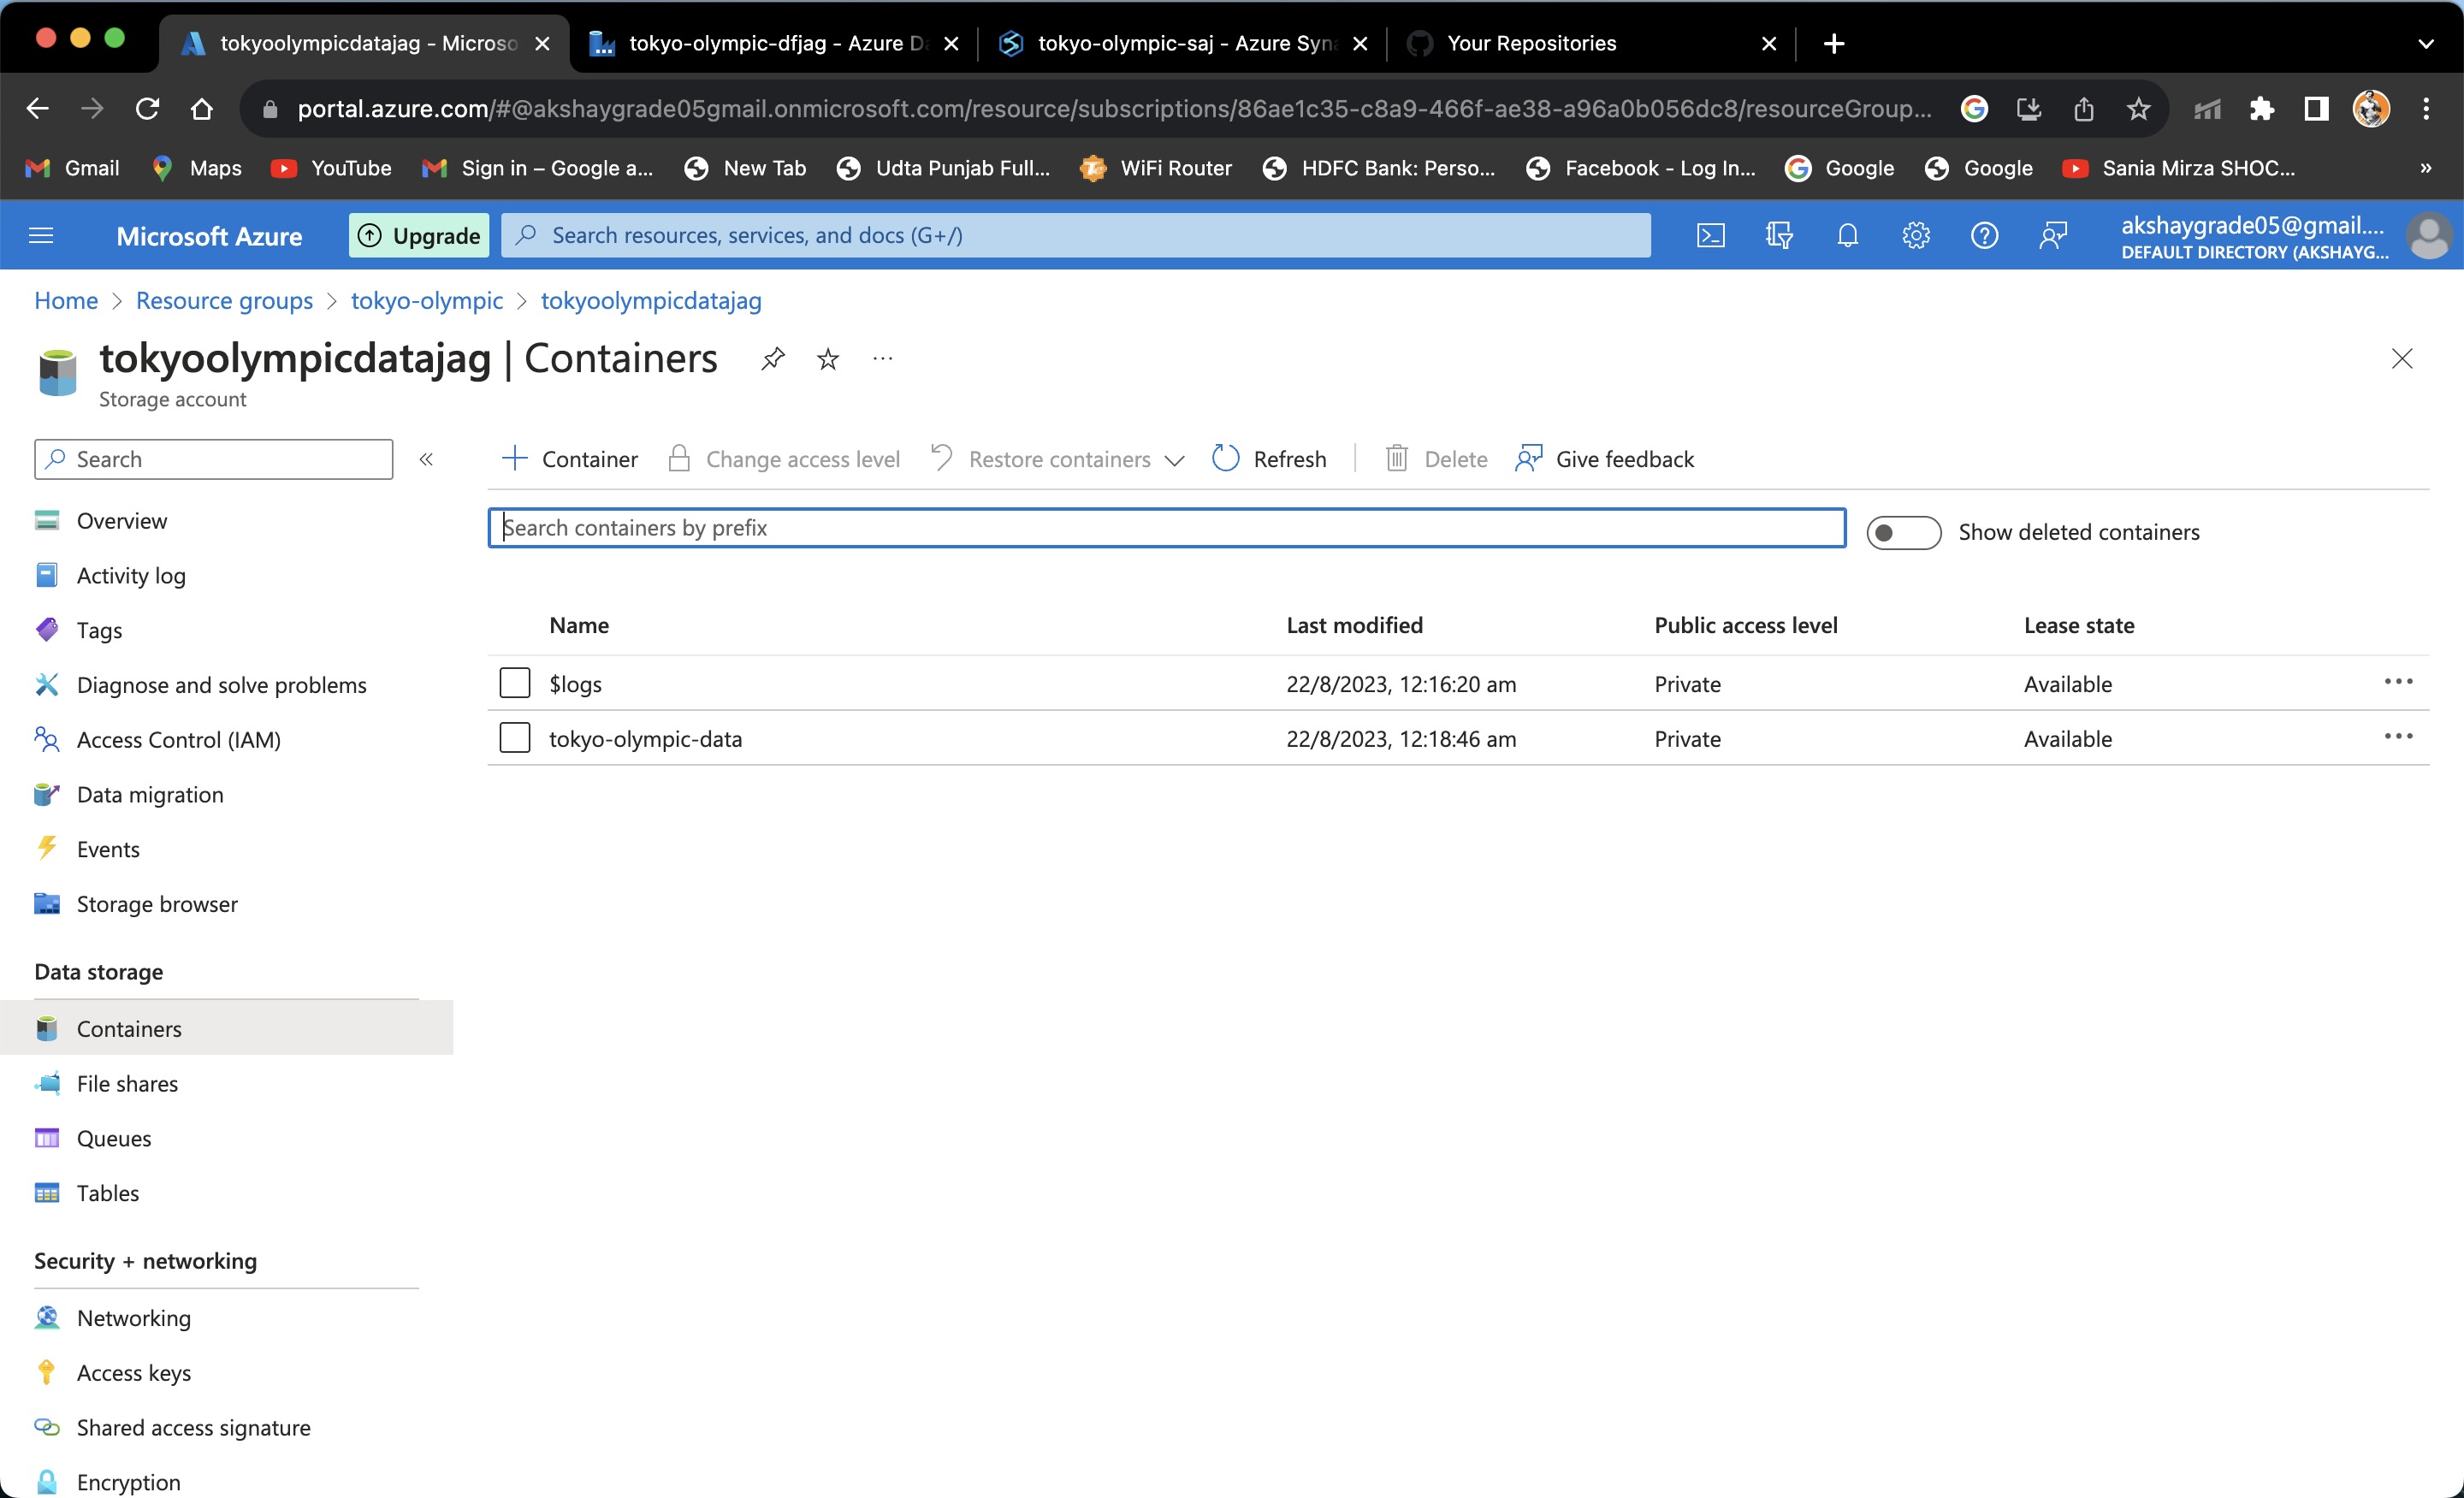 tokyoolympicdatajag - Microso
tokyo-olympic-dfjag - Azure Da
tokyo-olympic-saj - Azure Syna
Your Repositories
portal.azure.com/#@akshaygrade05gmail.onmicrosoft.com/resource/subscriptions/86ae1c35-c8a9-466f-ae38-a96a0b056dc8/resourceGroup...
Gmail
Maps
YouTube
Sign in – Google a...
New Tab
Udta Punjab Full...
WiFi Router
HDFC Bank: Perso...
Facebook - Log In...
Google
Google
Sania Mirza SHOC...
»
Microsoft Azure
Upgrade
Search resources, services, and docs (G+/)
akshaygrade05@gmail....
DEFAULT DIRECTORY (AKSHAYG...
Home > Resource groups > tokyo-olympic > tokyoolympicdatajag
tokyoolympicdatajag | Containers
Storage account
Search
Overview
Activity log
Tags
Diagnose and solve problems
Access Control (IAM)
Data migration
Events
Storage browser
Data storage
Containers
File shares
Queues
Tables
Security + networking
Networking
Access keys
Shared access signature
Encryption
Container
Change access level
Restore containers
Refresh
Delete
Give feedback
Search containers by prefix
Show deleted containers
Name Last modified Public access level Lease state
$logs 22/8/2023, 12:16:20 am Private Available
tokyo-olympic-data 22/8/2023, 12:18:46 am Private Available